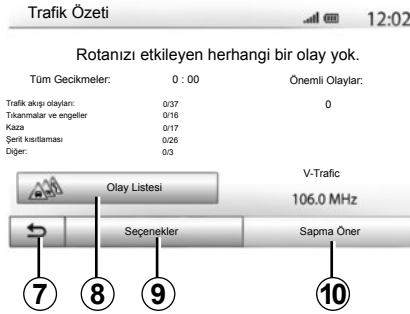 Trafik Özeti 12:02
Rotanızı etkileyen herhangi bir olay yok.
Tüm Gecikmeler: 0 : 00 Önemli Olaylar:
Trafik akışı olayları: 0/37 0
Tıkanmalar ve engeller 0/16
Kaza 0/17
Şerit kısıtlaması 0/26
Diğer: 0/3
V-Trafic
Olay Listesi
106.0 MHz
Seçenekler Sapma Öner
7 8 9 10